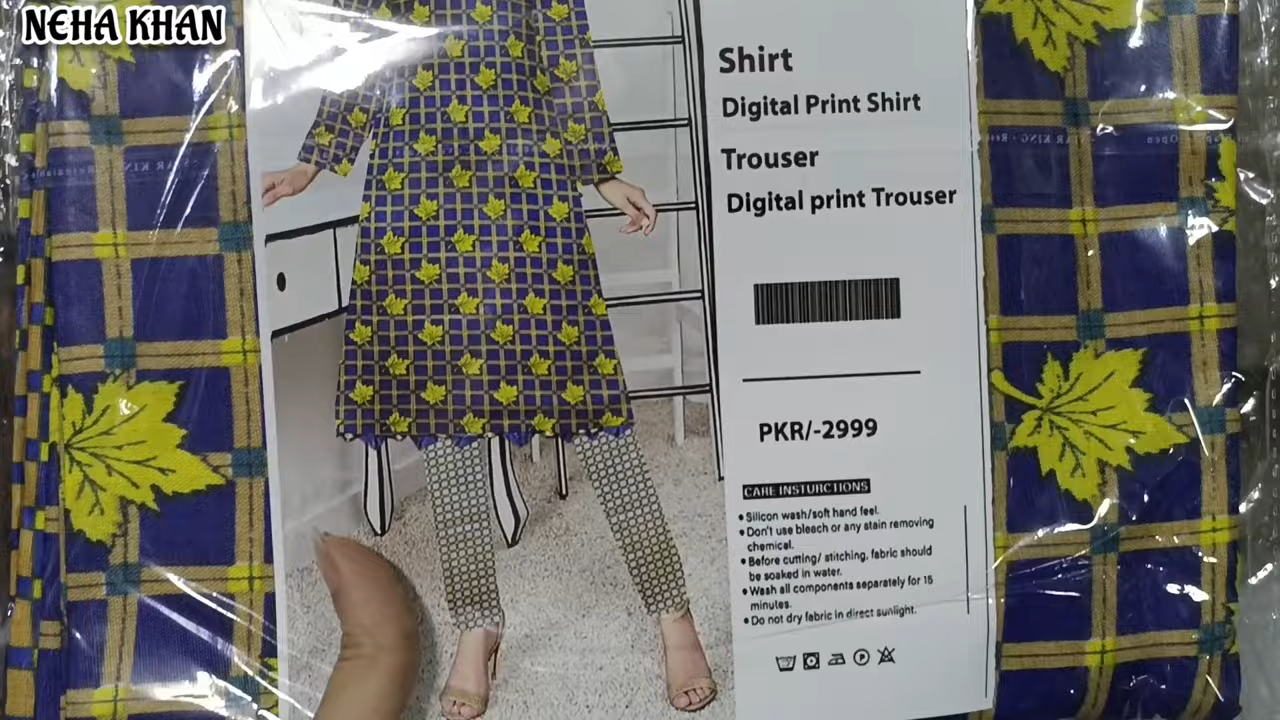 NEHA KHAN
Shirt
Digital Print Shirt
Trouser
Digital print Trouser
PKR/-2999
CARE INSTURCTIONS
• Silicon wash/soft hand feel.
• Don't use bleach or any stain removing
chemical.
• Before cutting/ stitching, fabric should
be soaked in water.
• Wash all components separately for 15
minutes.
• Do not dry fabric in direct sunlight.